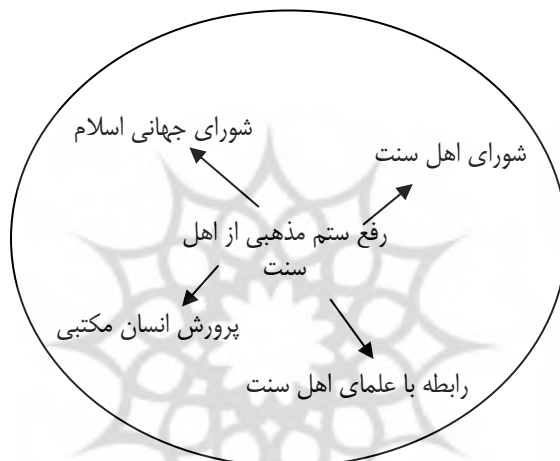 شورای جهانی اسلام
شورای اهل سنت
رفع ستم مذهبی از اهل
سنت
پرورش انسان مکتبی
رابطه با علمای اهل سنت